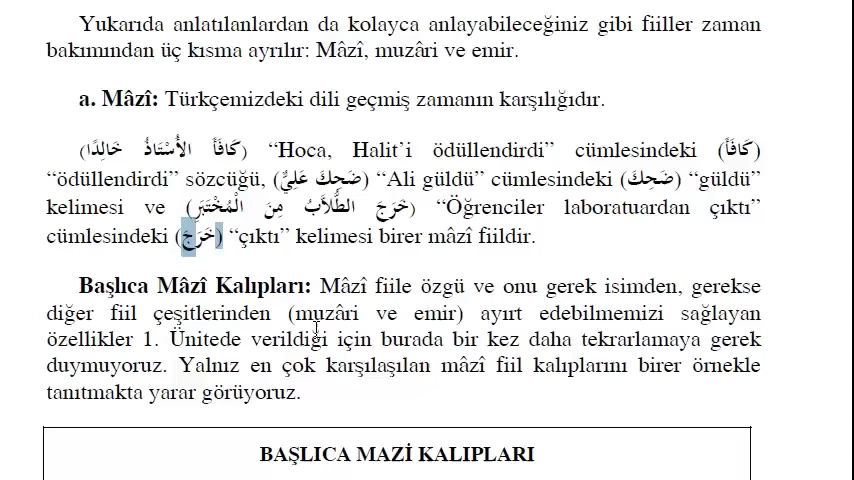 Yukarıda anlatılanlardan da kolayca anlayabileceğiniz gibi fiiller zaman
bakımından üç kısma ayrılır: Mâzî, muzâri ve emir.
a. Mâzî: Türkçemizdeki dili geçmiş zamanın karşılığıdır.
(كَافَأَ الأُسْتَاذُ خَالِدًا) “Hoca, Halit’i ödüllendirdi” cümlesindeki (كَافَأَ)
“ödüllendirdi” sözcüğü, (ضَحِكَ عَلِيٌّ) “Ali güldü” cümlesindeki (ضَحِكَ) “güldü”
kelimesi ve (خَرَجَ الطُّلاَّبُ مِنَ الْمُخْتَبَرِ) “Öğrenciler laboratuardan çıktı”
cümlesindeki (خَرَجَ) “çıktı” kelimesi birer mâzî fiildir.
Başlıca Mâzî Kalıpları: Mâzî fiile özgü ve onu gerek isimden, gerekse
diğer fiil çeşitlerinden (muzâri ve emir) ayırt edebilmemizi sağlayan
özellikler 1. Ünitede verildiği için burada bir kez daha tekrarlamaya gerek
duymuyoruz. Yalnız en çok karşılaşılan mâzî fiil kalıplarını birer örnekle
tanıtmakta yarar görüyoruz.
BAŞLICA MAZİ KALIPLARI